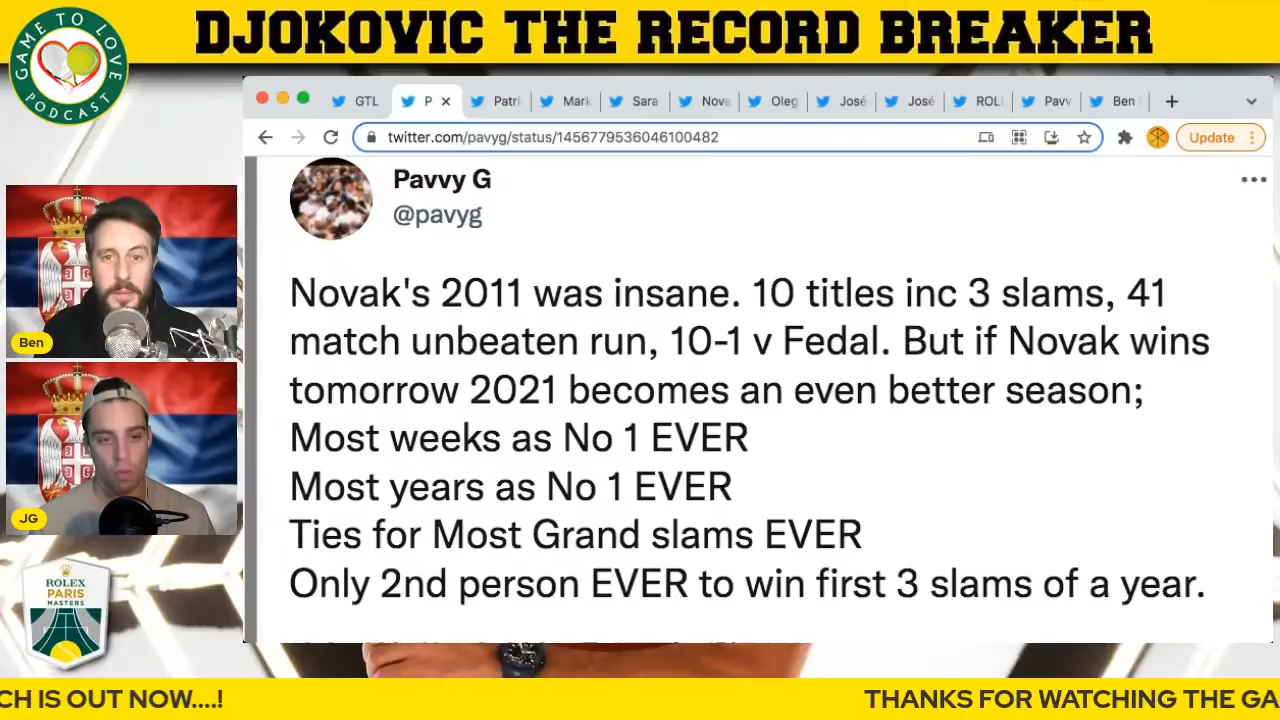 DJOKOVIC THE RECORD BREAKER
GAME TO LOVE
PODCAST
GTL
P
Patri
Mark
Sara
Nova
Oleg
José
José
ROL
Pavv
Ben
twitter.com/pavyg/status/1456779536046100482
Update
Pavvy G
@pavyg
Novak's 2011 was insane. 10 titles inc 3 slams, 41
match unbeaten run, 10-1 v Fedal. But if Novak wins
tomorrow 2021 becomes an even better season;
Most weeks as No 1 EVER
Most years as No 1 EVER
Ties for Most Grand slams EVER
Only 2nd person EVER to win first 3 slams of a year.
Ben
JG
ROLEX
PARIS
MASTERS
CH IS OUT NOW....!
THANKS FOR WATCHING THE GA